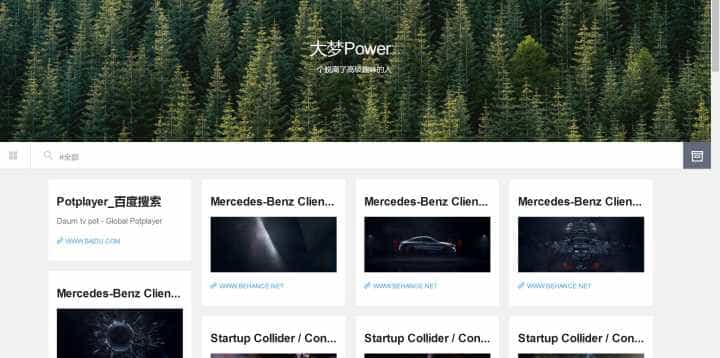 大梦Power
一个脱离了高级趣味的人
#全部
Potplayer_百度搜索
Daum tv pot - Global Potplayer
WWW.BAIDU.COM
Mercedes-Benz Clien...
WWW.BEHANCE.NET
Mercedes-Benz Clien...
WWW.BEHANCE.NET
Mercedes-Benz Clien...
WWW.BEHANCE.NET
Mercedes-Benz Clien...
Startup Collider / Con...
Startup Collider / Con...
Startup Collider / Con...